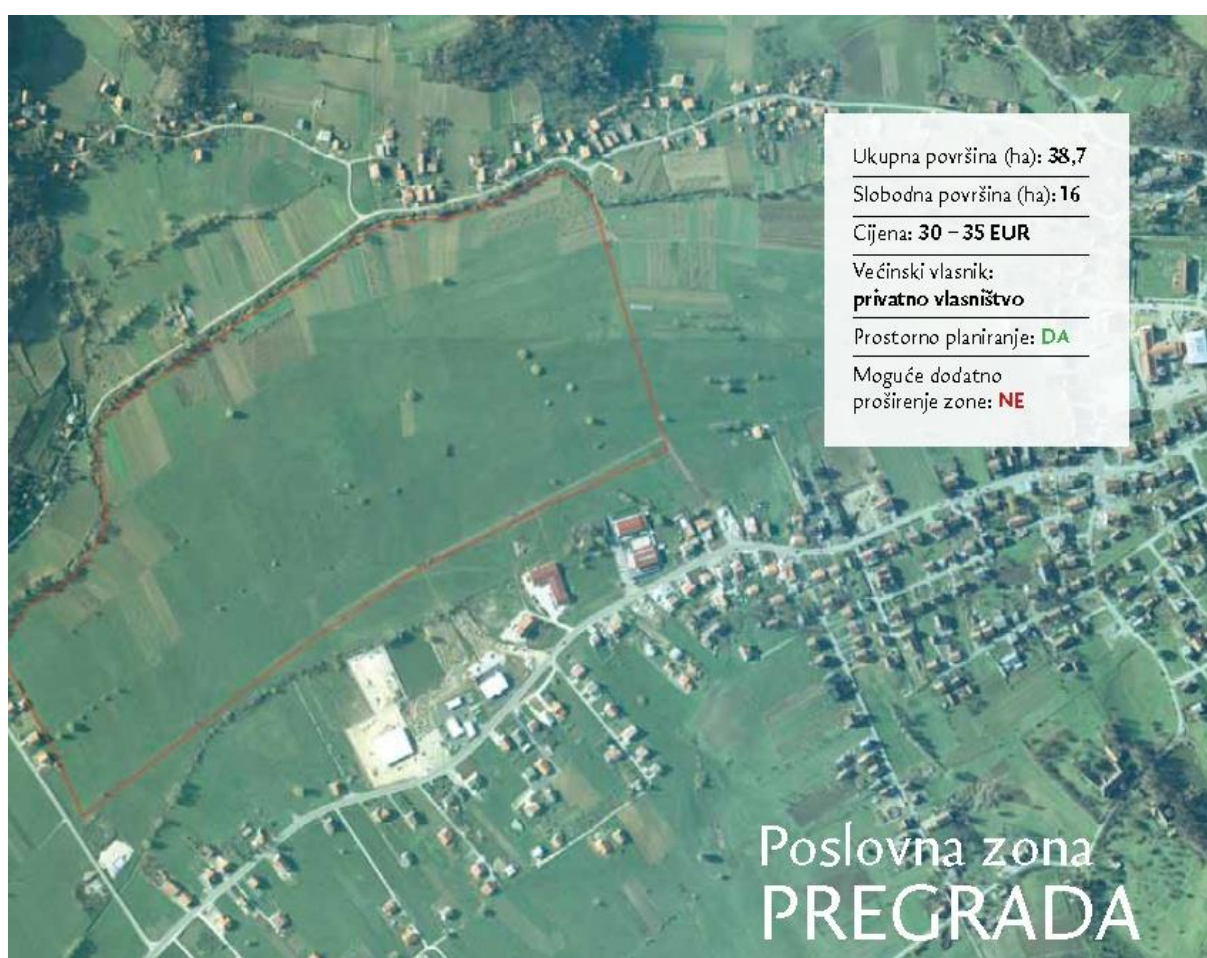 Ukupna površina (ha): 38,7
Slobodna površina (ha): 16
Cijena: 30 – 35 EUR
Većinski vlasnik:
privatno vlasništvo
Prostorno planiranje: DA
Moguće dodatno
proširenje zone: NE
Poslovna zona
PREGRADA